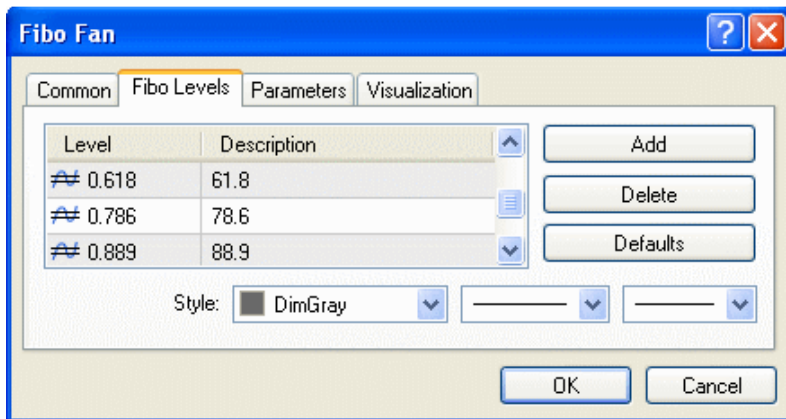 Fibo Fan
Common Fibo Levels Parameters Visualization
Level Description
0.618 61.8
0.786 78.6
0.889 88.9
Add
Delete
Defaults
Style: DimGray
OK Cancel